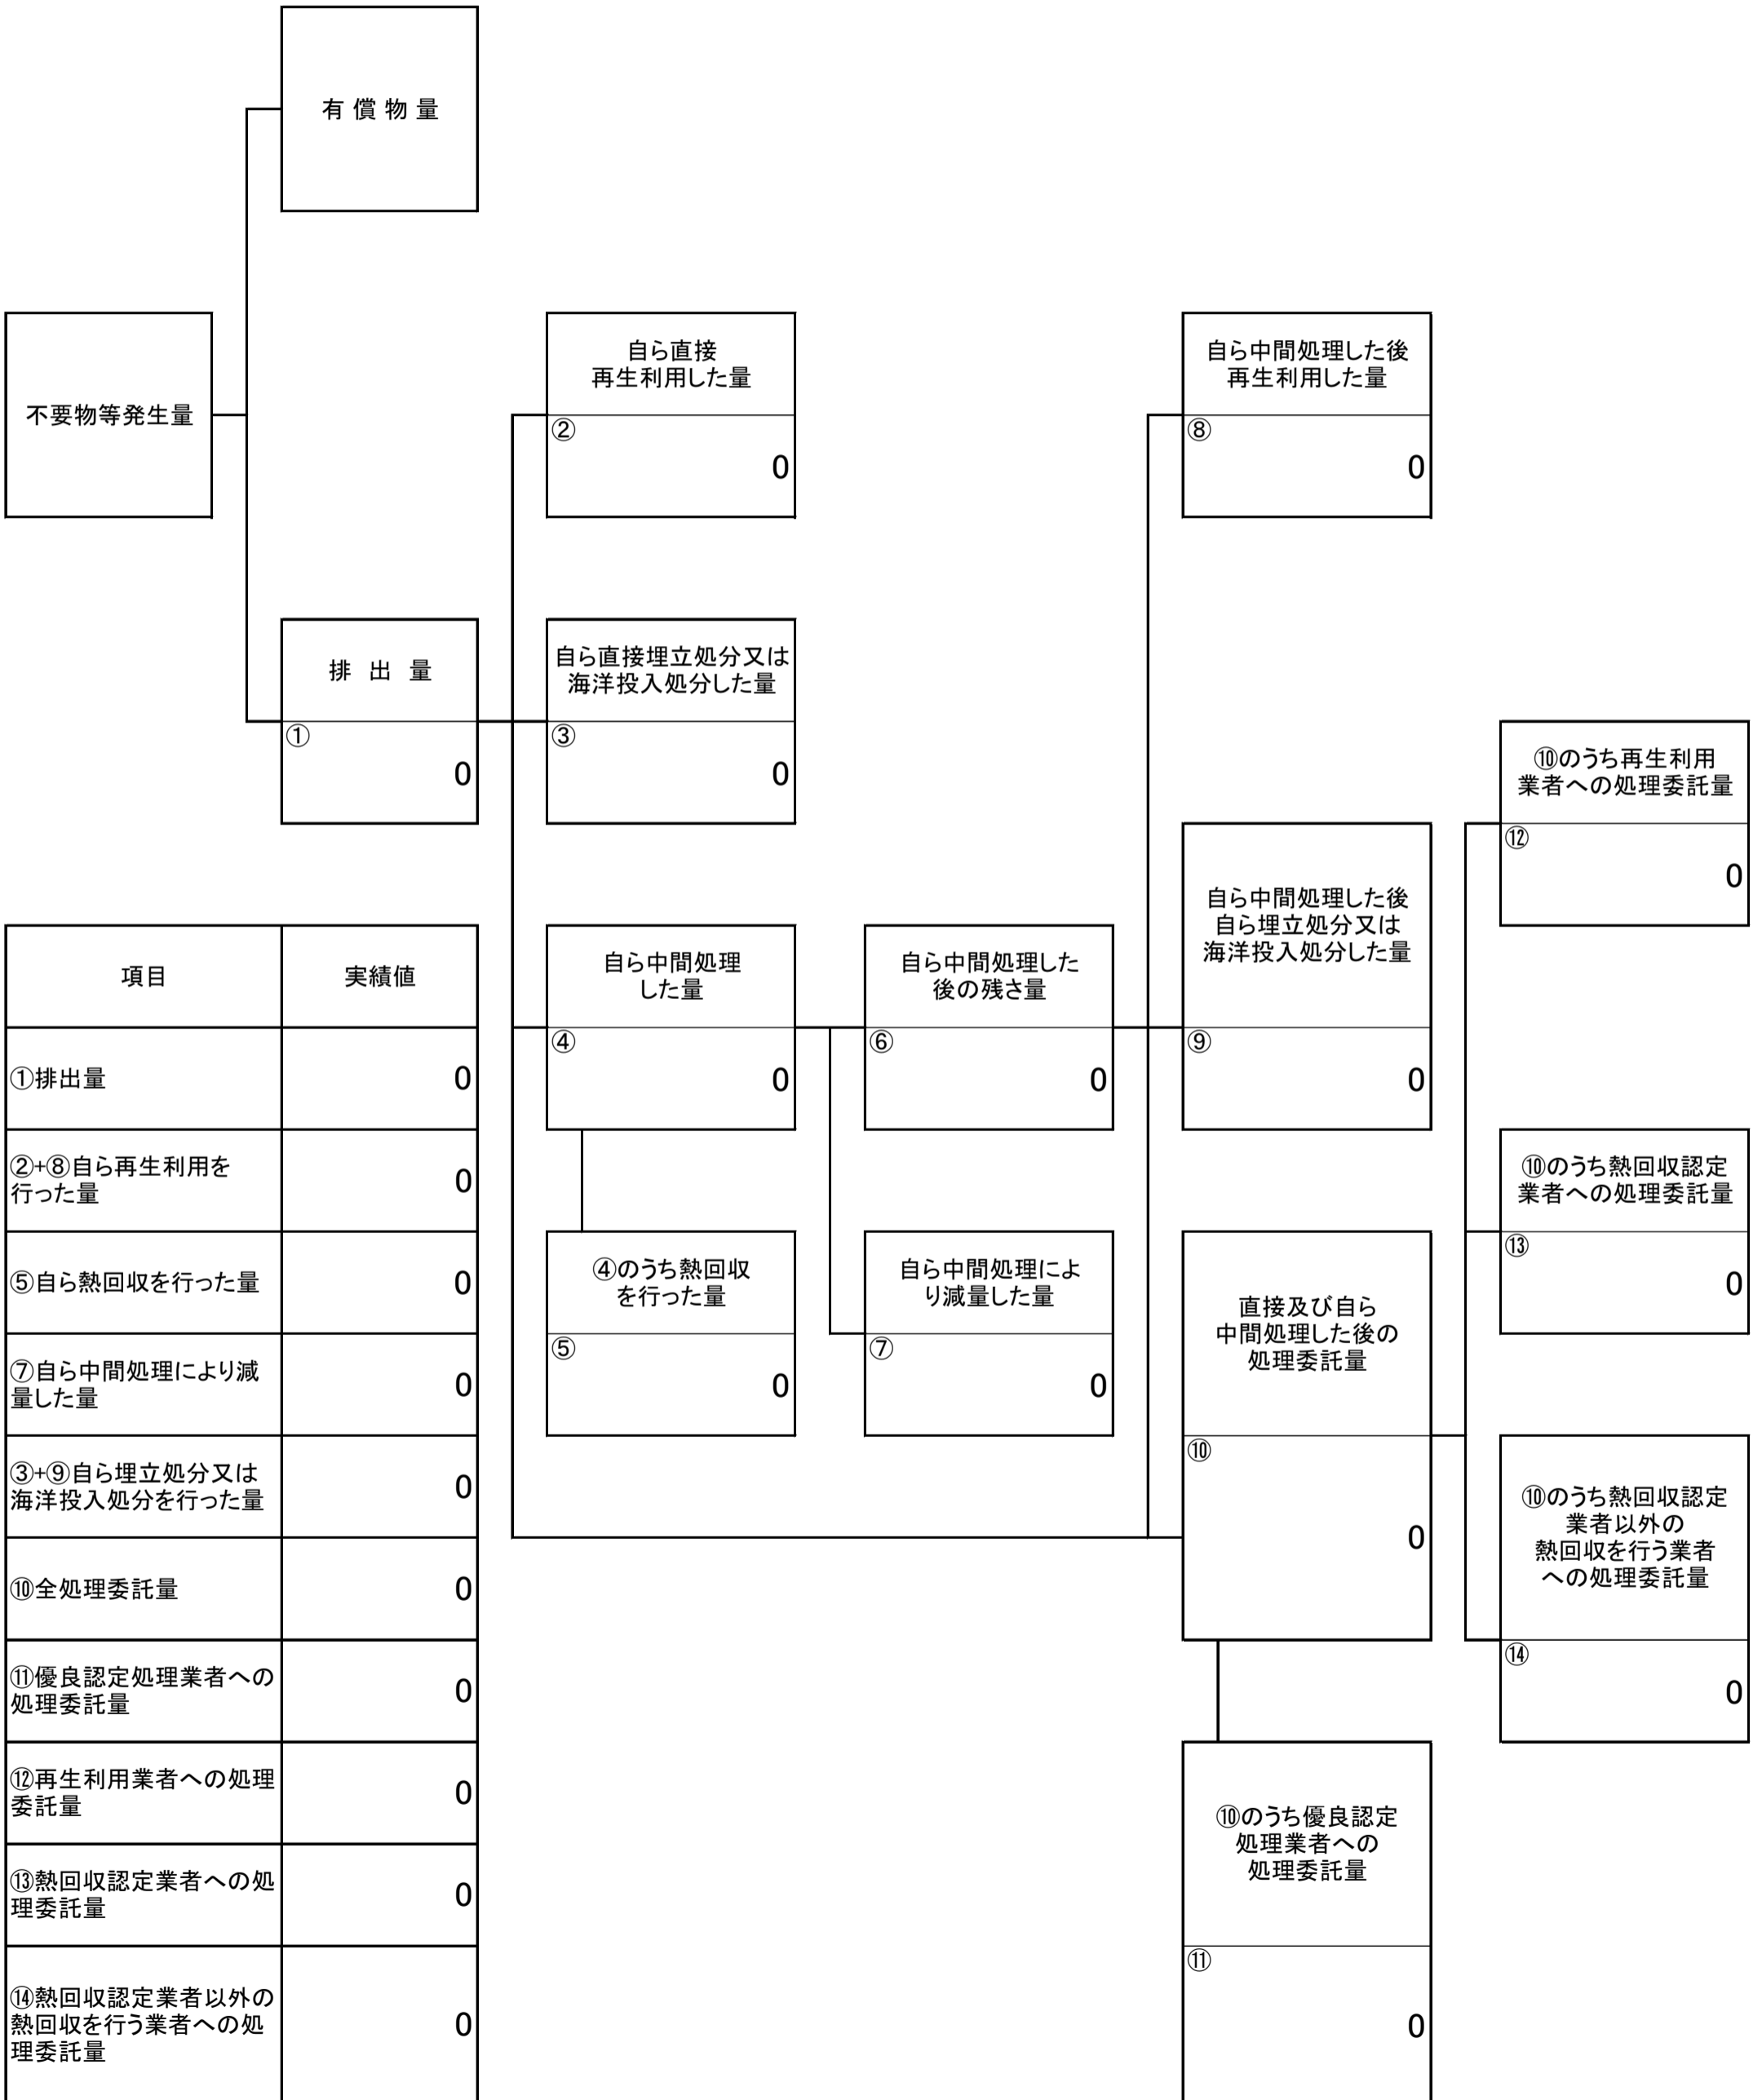 有 償 物 量
不要物等発生量
自ら直接
再生利用した量
②
0
自ら中間処理した後
再生利用した量
⑧
0
排 出 量
①
0
自ら直接埋立処分又は
海洋投入処分した量
③
0
⑩のうち再生利用
業者への処理委託量
⑫
0
自ら中間処理した後
自ら埋立処分又は
海洋投入処分した量
⑨
0
自ら中間処理
した量
④
0
自ら中間処理した
後の残さ量
⑥
0
④のうち熱回収
を行った量
⑤
0
自ら中間処理によ
り減量した量
⑦
0
⑩のうち熱回収認定
業者への処理委託量
⑬
0
直接及び自ら
中間処理した後の
処理委託量
⑩
0
⑩のうち熱回収認定
業者以外の
熱回収を行う業者
への処理委託量
⑭
0
⑩のうち優良認定
処理業者への
処理委託量
⑪
0
項目 実績値
①排出量 0
②+⑧自ら再生利用を
行った量 0
⑤自ら熱回収を行った量 0
⑦自ら中間処理により減
量した量 0
③+⑨自ら埋立処分又は
海洋投入処分を行った量 0
⑩全処理委託量 0
⑪優良認定処理業者への
処理委託量 0
⑫再生利用業者への処理
委託量 0
⑬熱回収認定業者への処
理委託量 0
⑭熱回収認定業者以外の
熱回収を行う業者への処 0
理委託量